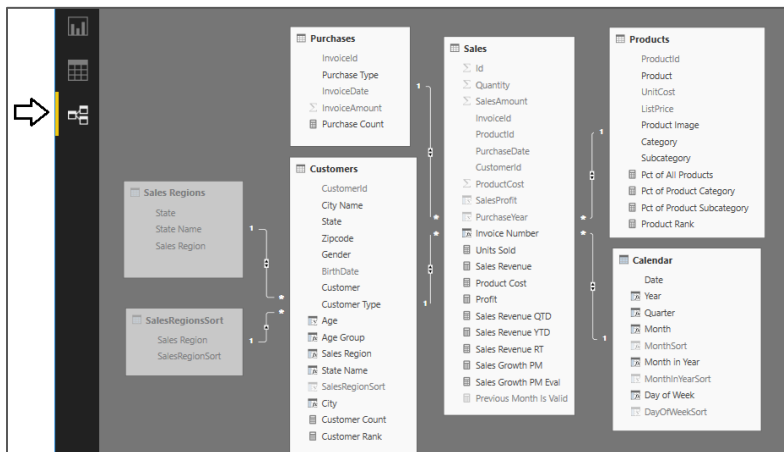 Purchases
InvoiceId
Purchase Type
InvoiceDate
InvoiceAmount
Purchase Count
Sales
Id
Quantity
SalesAmount
InvoiceId
ProductId
PurchaseDate
CustomerId
ProductCost
SalesProfit
PurchaseYear
Invoice Number
Units Sold
Sales Revenue
Product Cost
Profit
Sales Revenue QTD
Sales Revenue YTD
Sales Revenue RT
Sales Growth PM
Sales Growth PM Eval
Previous Month Is Valid
Products
ProductId
Product
UnitCost
ListPrice
Product Image
Category
Subcategory
Pct of All Products
Pct of Product Category
Pct of Product Subcategory
Product Rank
Sales Regions
State
State Name
Sales Region
SalesRegionsSort
Sales Region
SalesRegionSort
Customers
CustomerId
City Name
State
Zipcode
Gender
BirthDate
Customer
Customer Type
Age
Age Group
Sales Region
State Name
SalesRegionSort
City
Customer Count
Customer Rank
Calendar
Date
Year
Quarter
Month
MonthSort
Month in Year
MonthInYearSort
Day of Week
DayOfWeekSort
1
*
1
*
1
*
1
*
1
*
1
*